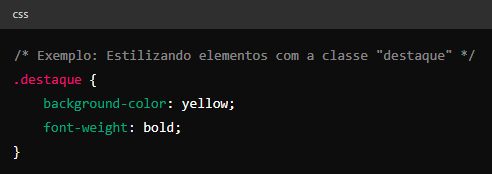 css
/* Exemplo: Estilizando elementos com a classe "destaque" */
.destaque {
    background-color: yellow;
    font-weight: bold;
}